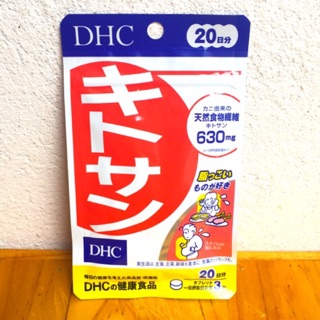 DHC
20日分
キトサン
カニ由来の
天然食物繊維
キトサン
630mg
脂っこい
ものが好き
DHC
20日分
DHCの健康食品